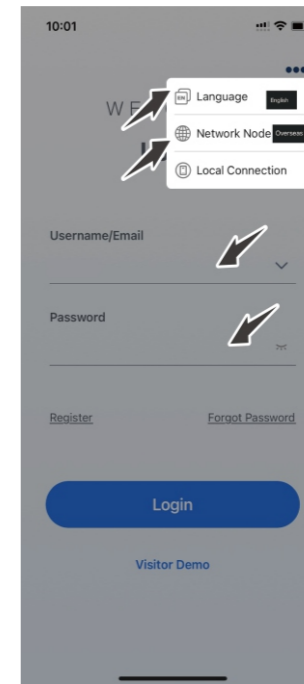 10:01
Language English
Network Node Overseas
Local Connection
Username/Email
Password
Register Forgot Password
Login
Visitor Demo